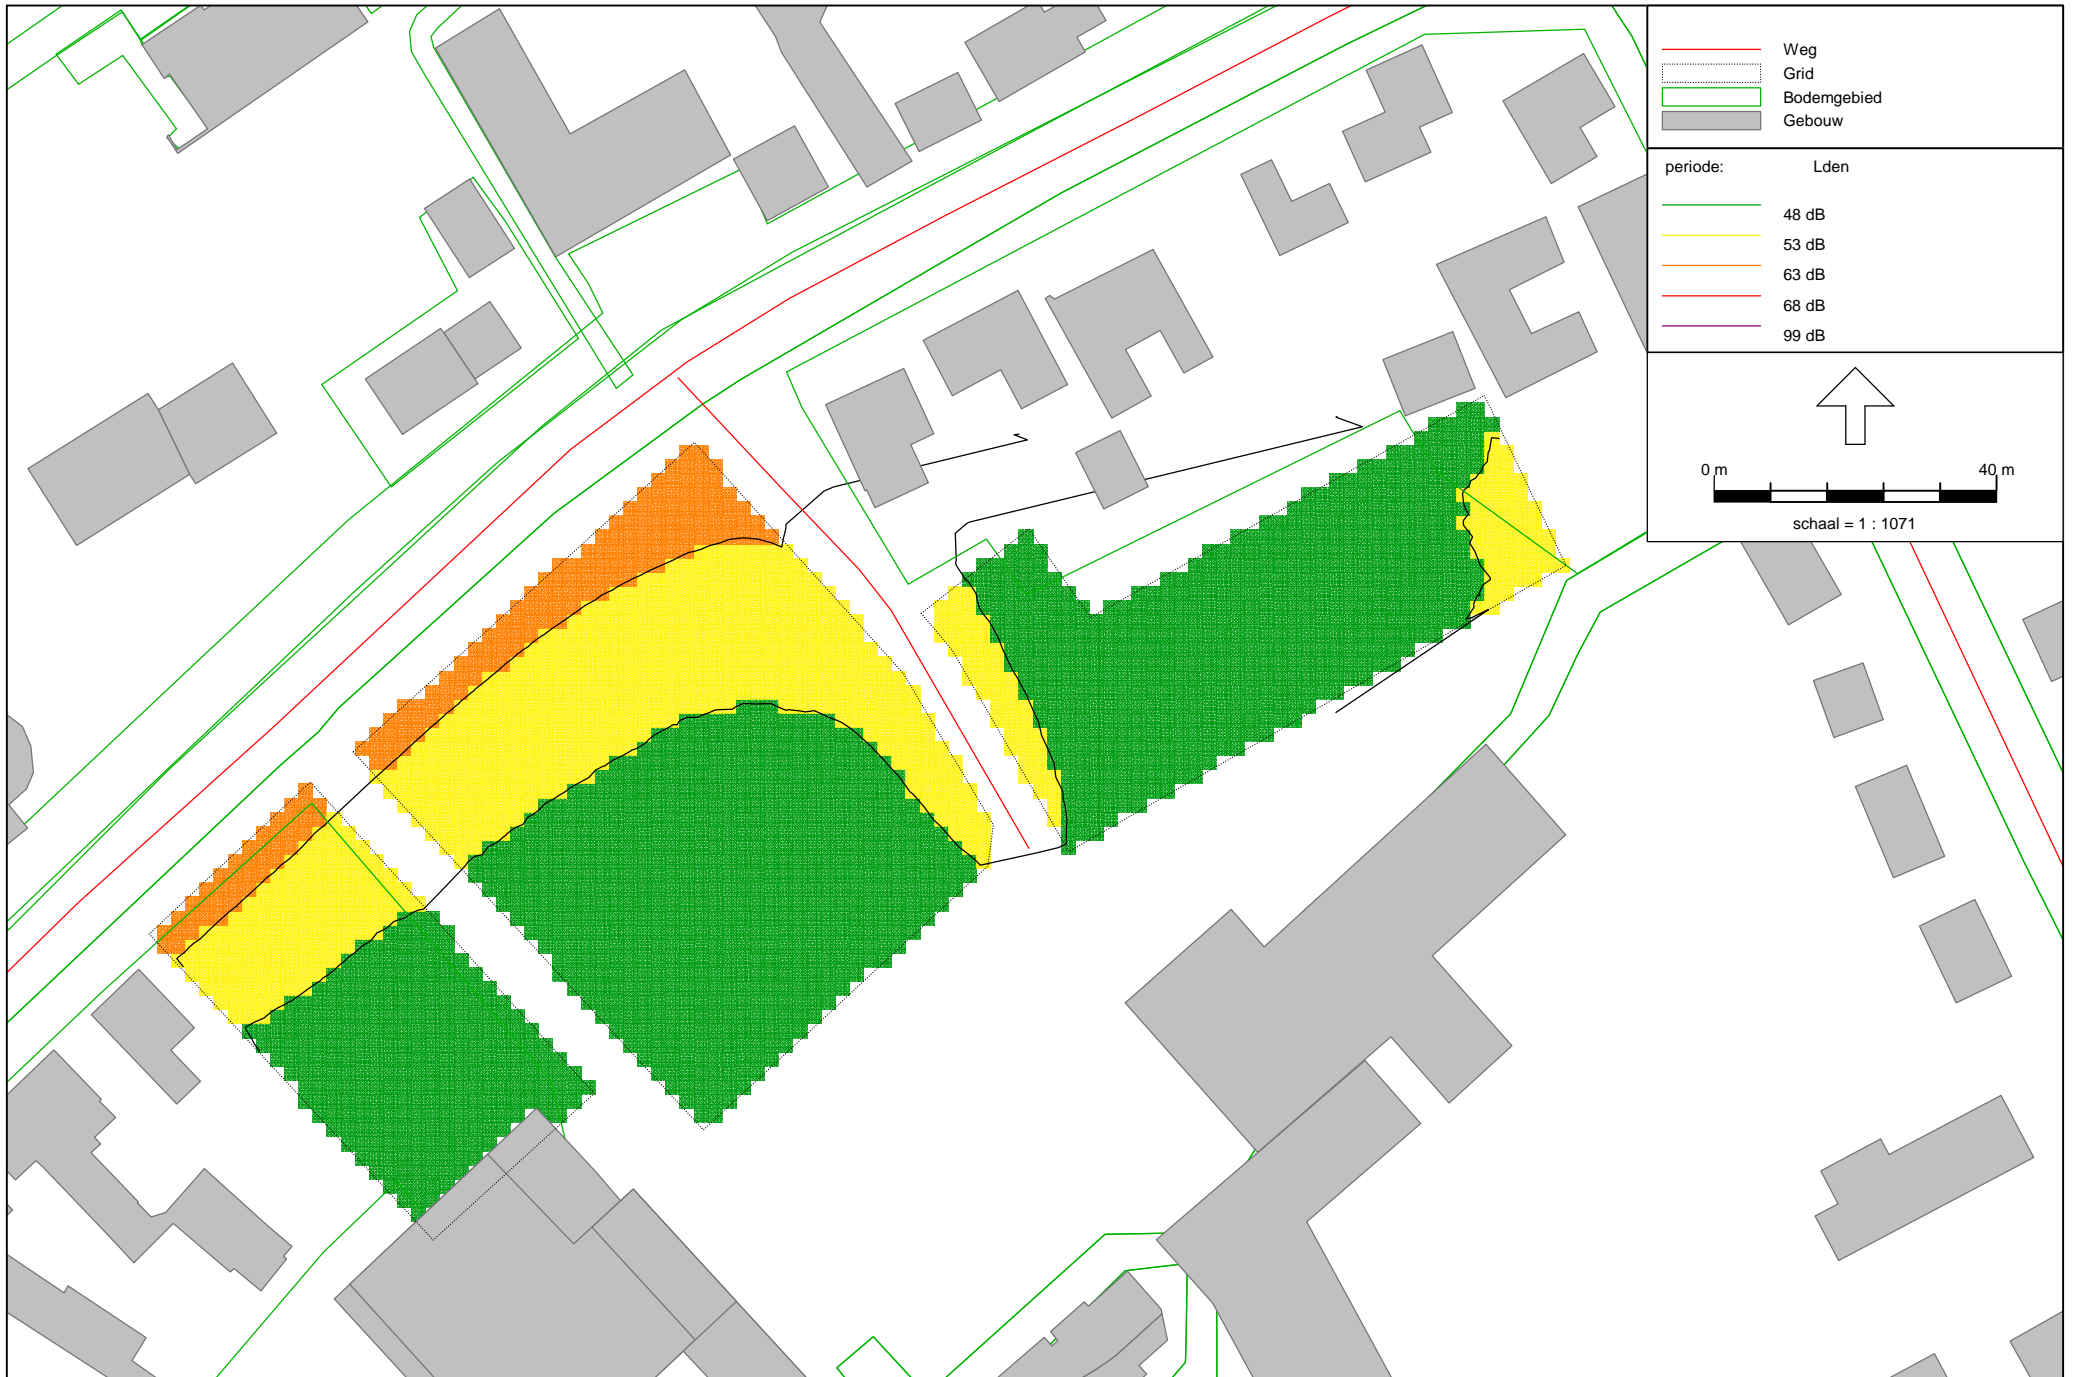 Weg
Grid
Bodemgebied
Gebouw
periode: Lden
48 dB
53 dB
63 dB
68 dB
99 dB
0 m 40 m
schaal = 1 : 1071